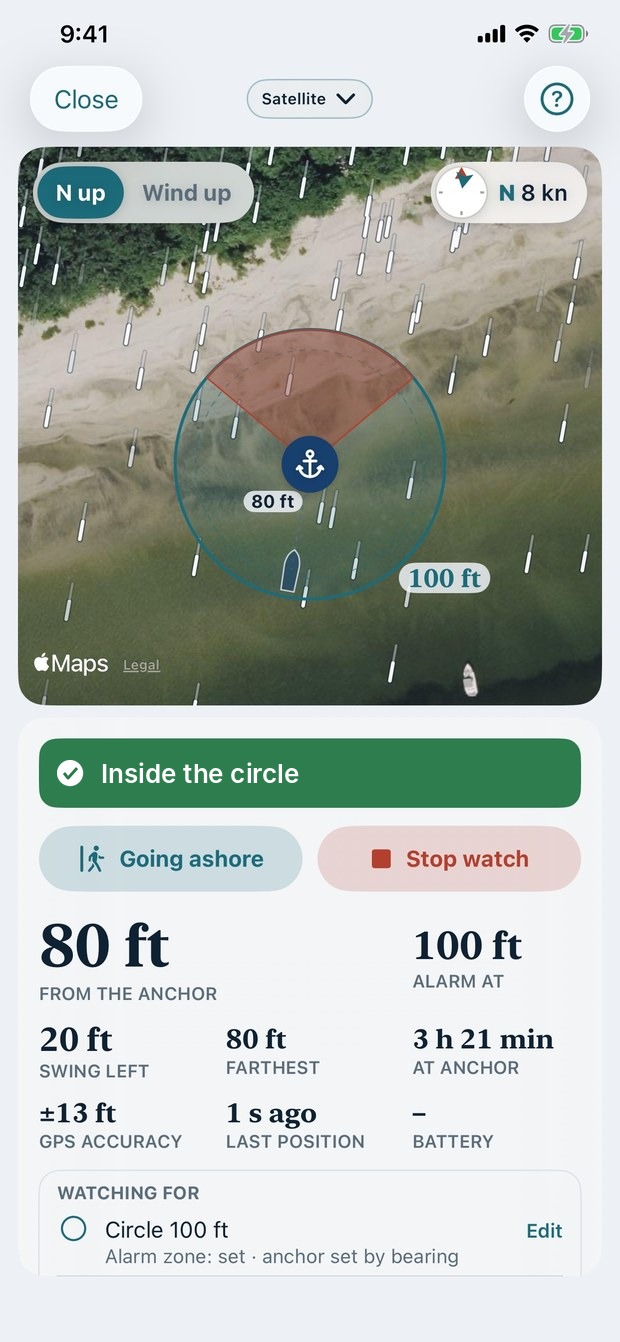 9:41
Close
Satellite
?
N up
Wind up
N 8 kn
80 ft
100 ft
Maps
Legal
Inside the circle
Going ashore
Stop watch
80 ft
FROM THE ANCHOR
100 ft
ALARM AT
20 ft
SWING LEFT
80 ft
FARTHEST
3 h 21 min
AT ANCHOR
±13 ft
GPS ACCURACY
1 s ago
LAST POSITION
–
BATTERY
WATCHING FOR
Circle 100 ft
Edit
Alarm zone: set · anchor set by bearing